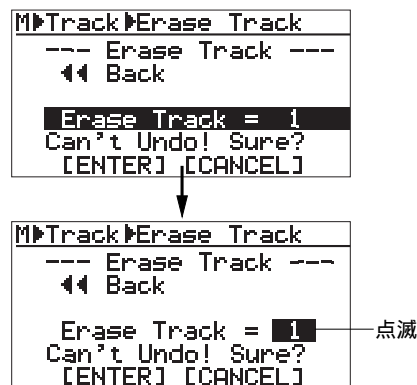 M▶Track▶Erase Track
--- Erase Track ---
◀◀ Back
Erase Track = 1
Can't Undo! Sure?
[ENTER] [CANCEL]
M▶Track▶Erase Track
--- Erase Track ---
◀◀ Back
Erase Track = 1 点滅
Can't Undo! Sure?
[ENTER] [CANCEL]